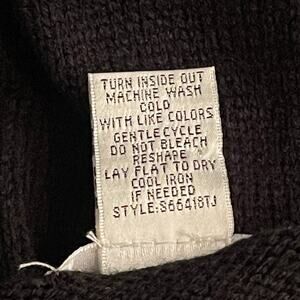 TURN INSIDE OUT
MACHINE WASH
COLD
WITH LIKE COLORS
GENTLE CYCLE
DO NOT BLEACH
RESHAPE
LAY FLAT TO DRY
COOL IRON
IF NEEDED
STYLE:S66418TJ